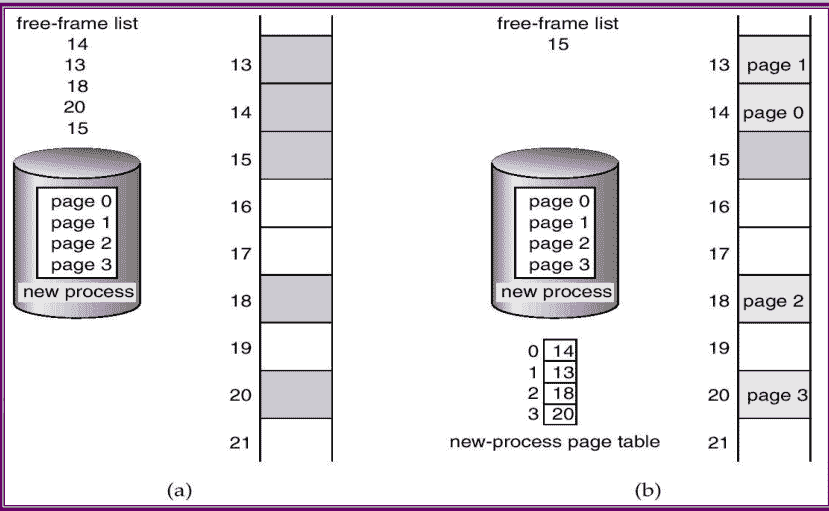 free-frame list
14
13
18
20
15
page 0
page 1
page 2
page 3
new process
13
14
15
16
17
18
19
20
21
(a)
free-frame list
15
page 0
page 1
page 2
page 3
new process
0 14
1 13
2 18
3 20
new-process page table
13 page 1
14 page 0
15
16
17
18 page 2
19
20 page 3
21
(b)